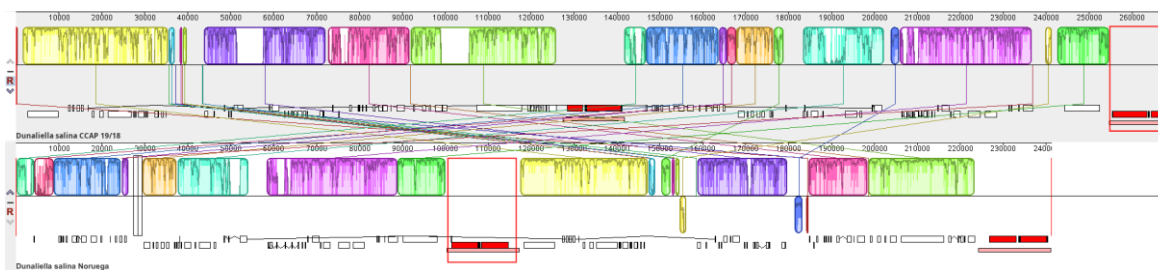 10000 20000 30000 40000 50000 60000 70000 80000 90000 100000 110000 120000 130000 140000 150000 160000 170000 180000 190000 200000 210000 220000 230000 240000 250000 260000
R
Dunaliella salina CCAP 19/18
10000 20000 30000 40000 50000 60000 70000 80000 90000 100000 110000 120000 130000 140000 150000 160000 170000 180000 190000 200000 210000 220000 230000 2400
R
Dunaliella salina Noruega